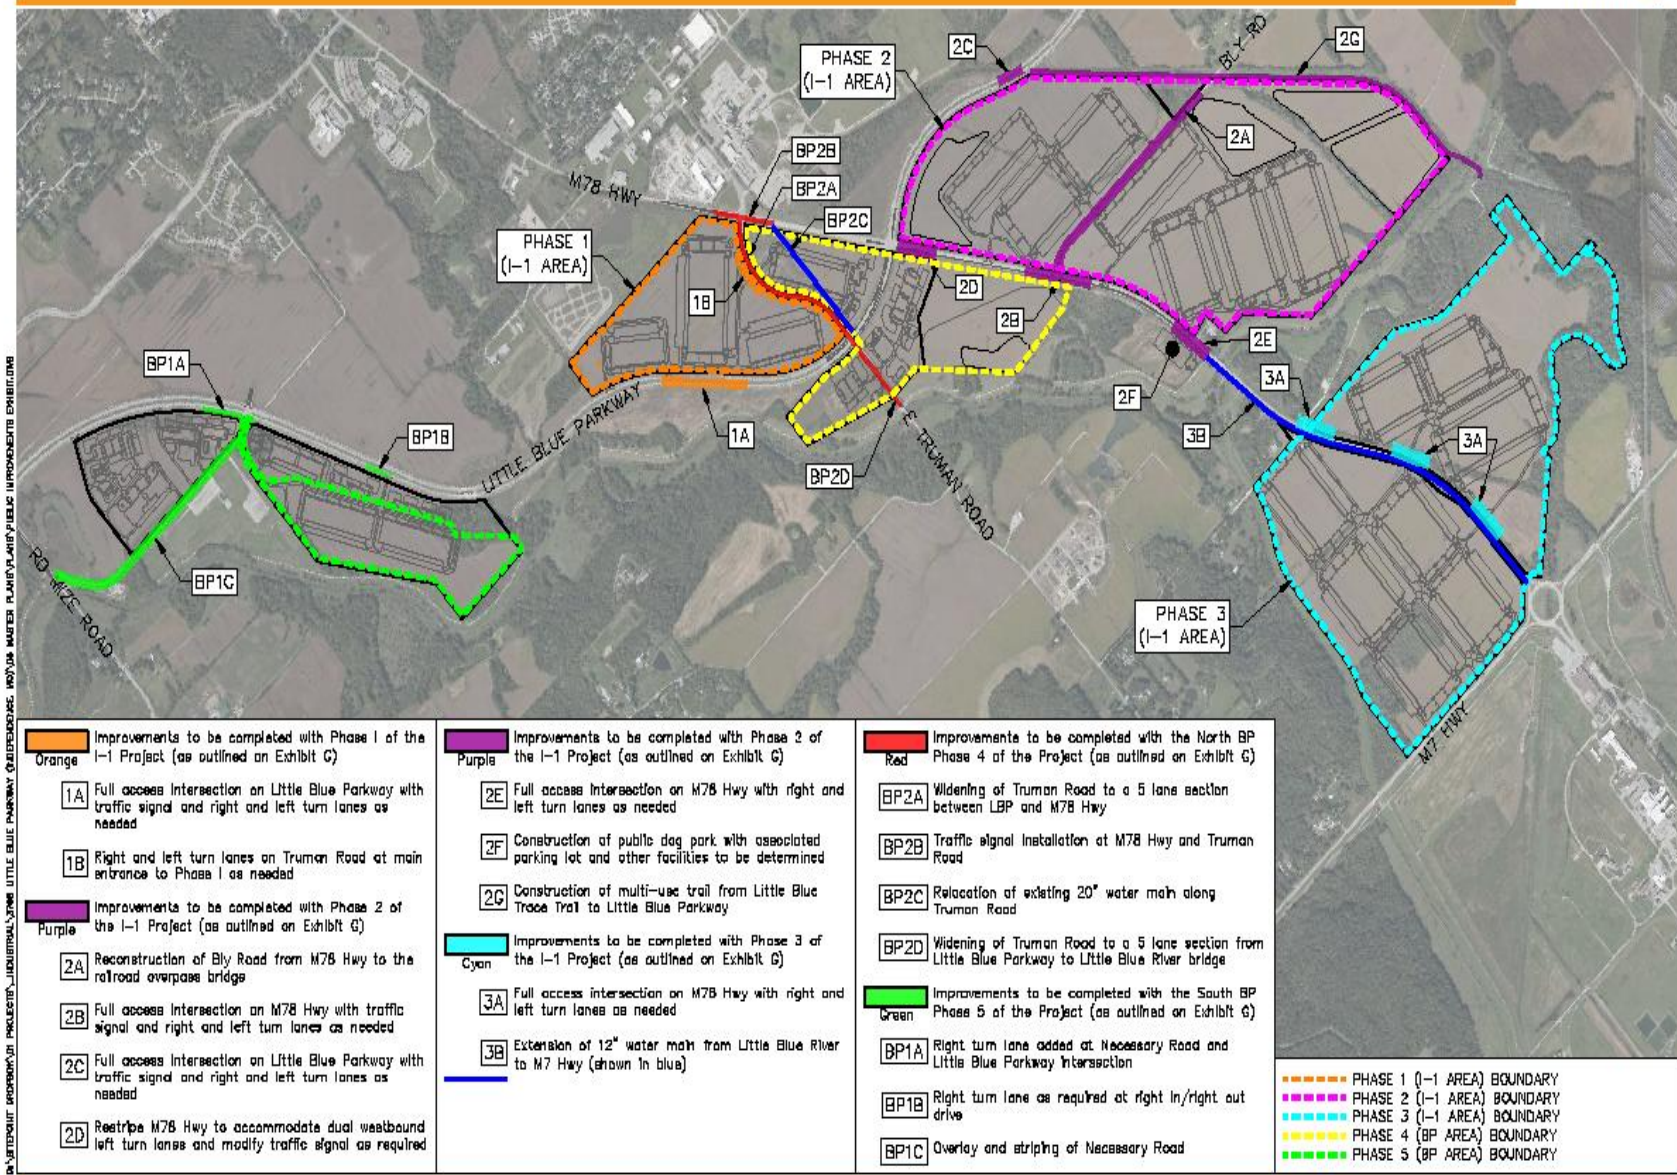 2C
BLY RD
2G
PHASE 2
(I-1 AREA)
2A
BP2B
M78 HWY
BP2A
BP2C
PHASE 1
(I-1 AREA)
1B
2D
2B
2E
2F
3A
3B
3A
BP1A
BP1B
LITTLE BLUE PARKWAY
1A
BP2D
E TRUMAN ROAD
BP1C
RD MIZE ROAD
PHASE 3
(I-1 AREA)
M7 HWY
Orange
Improvements to be completed with Phase 1 of the
I-1 Project (as outlined on Exhibit G)
1A
Full access intersection on Little Blue Parkway with
traffic signal and right and left turn lanes as
needed
1B
Right and left turn lanes on Truman Road at main
entrance to Phase 1 as needed
Purple
Improvements to be completed with Phase 2 of
the I-1 Project (as outlined on Exhibit G)
2A
Reconstruction of Bly Road from M78 Hwy to the
railroad overpass bridge
2B
Full access intersection on M78 Hwy with traffic
signal and right and left turn lanes as needed
2C
Full access intersection on Little Blue Parkway with
traffic signal and right and left turn lanes as
needed
2D
Restripe M78 Hwy to accommodate dual westbound
left turn lanes and modify traffic signal as required
Purple
Improvements to be completed with Phase 2 of
the I-1 Project (as outlined on Exhibit G)
2E
Full access intersection on M78 Hwy with right and
left turn lanes as needed
2F
Construction of public dog park with associated
parking lot and other facilities to be determined
2G
Construction of multi-use trail from Little Blue
Trace Trail to Little Blue Parkway
Cyan
Improvements to be completed with Phase 3 of
the I-1 Project (as outlined on Exhibit G)
3A
Full access intersection on M78 Hwy with right and
left turn lanes as needed
3B
Extension of 12" water main from Little Blue River
to M7 Hwy (shown in blue)
Red
Improvements to be completed with the North BP
Phase 4 of the Project (as outlined on Exhibit G)
BP2A
Widening of Truman Road to a 5 lane section
between LBP and M78 Hwy
BP2B
Traffic signal installation at M78 Hwy and Truman
Road
BP2C
Relocation of existing 20" water main along
Truman Road
BP2D
Widening of Truman Road to a 5 lane section from
Little Blue Parkway to Little Blue River bridge
Green
Improvements to be completed with the South BP
Phase 5 of the Project (as outlined on Exhibit G)
BP1A
Right turn lane added at Necessary Road and
Little Blue Parkway intersection
BP1B
Right turn lane as required at right in/right out
drive
BP1C
Overlay and striping of Necessary Road
PHASE 1 (I-1 AREA) BOUNDARY
PHASE 2 (I-1 AREA) BOUNDARY
PHASE 3 (I-1 AREA) BOUNDARY
PHASE 4 (BP AREA) BOUNDARY
PHASE 5 (BP AREA) BOUNDARY